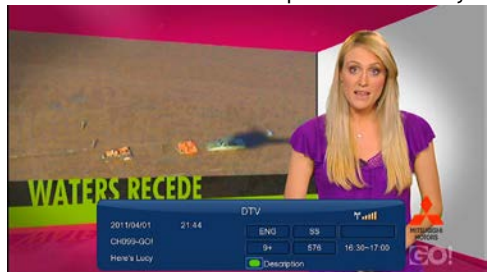 WATERS RECEDE
DTV
2011/04/01 21:44
ENG SS
CH099-GO!
9+ 576 16:30~17:00
Here's Lucy
Description
MITSUBISHI
MOTORS
GO!